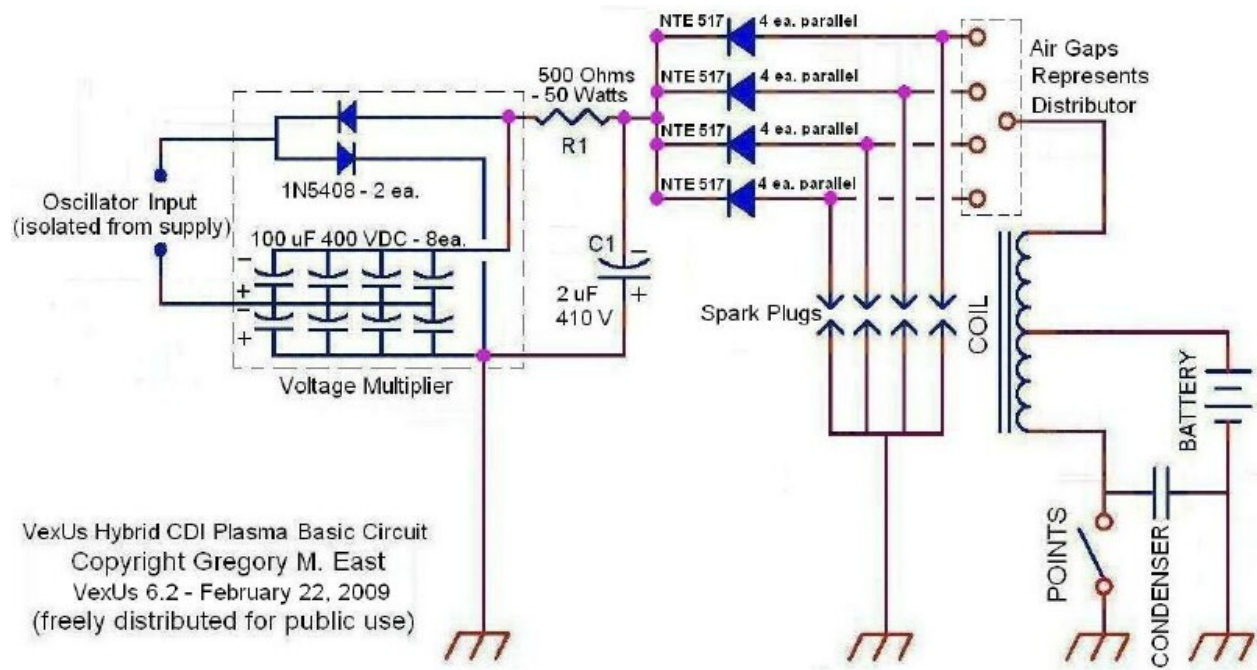 NTE 517 4 ea. parallel
NTE 517 4 ea. parallel
NTE 517 4 ea. parallel
NTE 517 4 ea. parallel
Air Gaps
Represents
Distributor
500 Ohms
- 50 Watts
R1
1N5408 - 2 ea.
Oscillator Input
(isolated from supply)
100 uF 400 VDC - 8ea.
−
+
−
+
Voltage Multiplier
C1
−
+
2 uF
410 V
Spark Plugs
COIL
BATTERY
POINTS
CONDENSER
VexUs Hybrid CDI Plasma Basic Circuit
Copyright Gregory M. East
VexUs 6.2 - February 22, 2009
(freely distributed for public use)